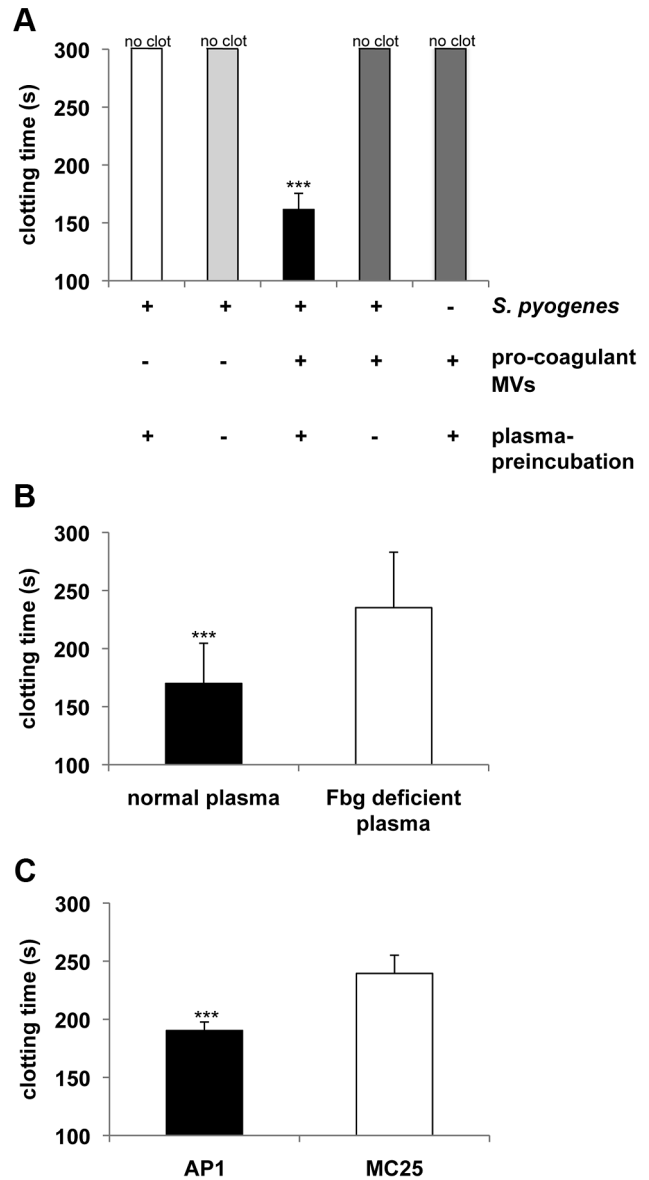 A
no clot no clot no clot no clot
300
250
200
150
100
clotting time (s)
***
+ + + + - S. pyogenes
- - + + + pro-coagulant
MVs
+ - + - + plasma-
preincubation
B
300
250
200
150
100
clotting time (s)
***
normal plasma Fbg deficient
plasma
C
300
250
200
150
100
clotting time (s)
***
AP1 MC25